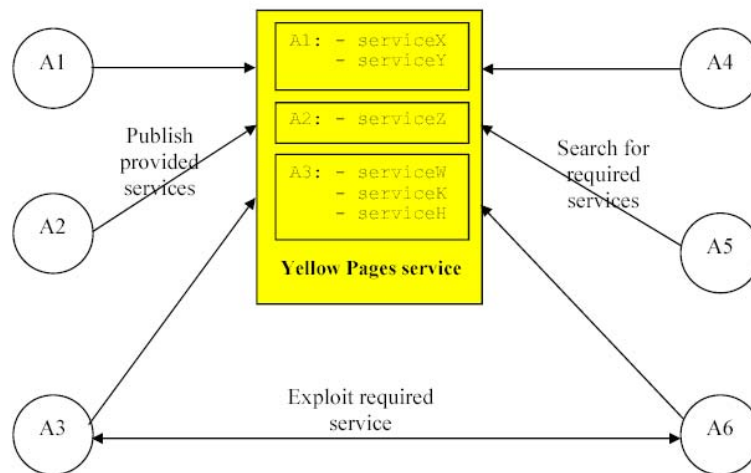 A1
A1: - serviceX
- serviceY
A4
A2: - serviceZ
Publish
provided
services
Search for
required
services
A3: - serviceW
- serviceK
- serviceH
A2
A5
Yellow Pages service
Exploit required
service
A3
A6